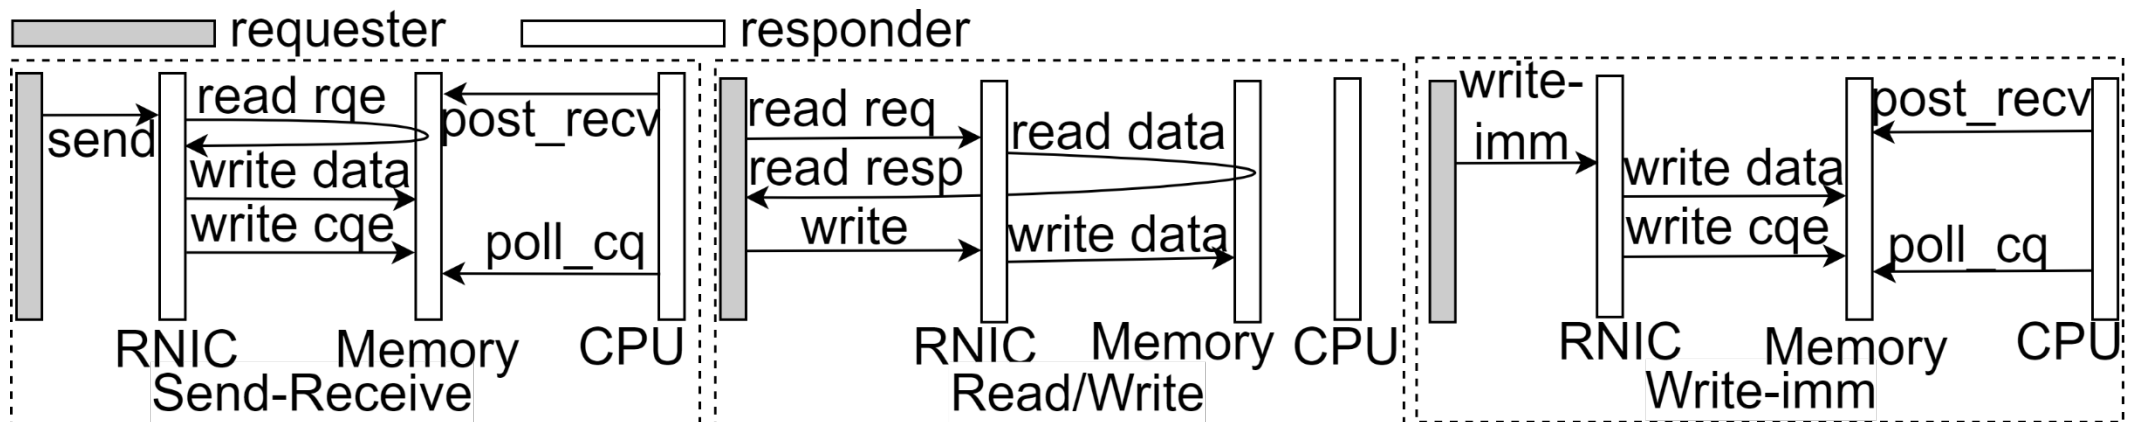 requester
responder
send
read rqe
write data
write cqe
post_recv
poll_cq
RNIC
Memory
CPU
Send-Receive
read req
read resp
write
read data
write data
RNIC
Memory
CPU
Read/Write
write-
imm
write data
write cqe
post_recv
poll_cq
RNIC
Memory
CPU
Write-imm